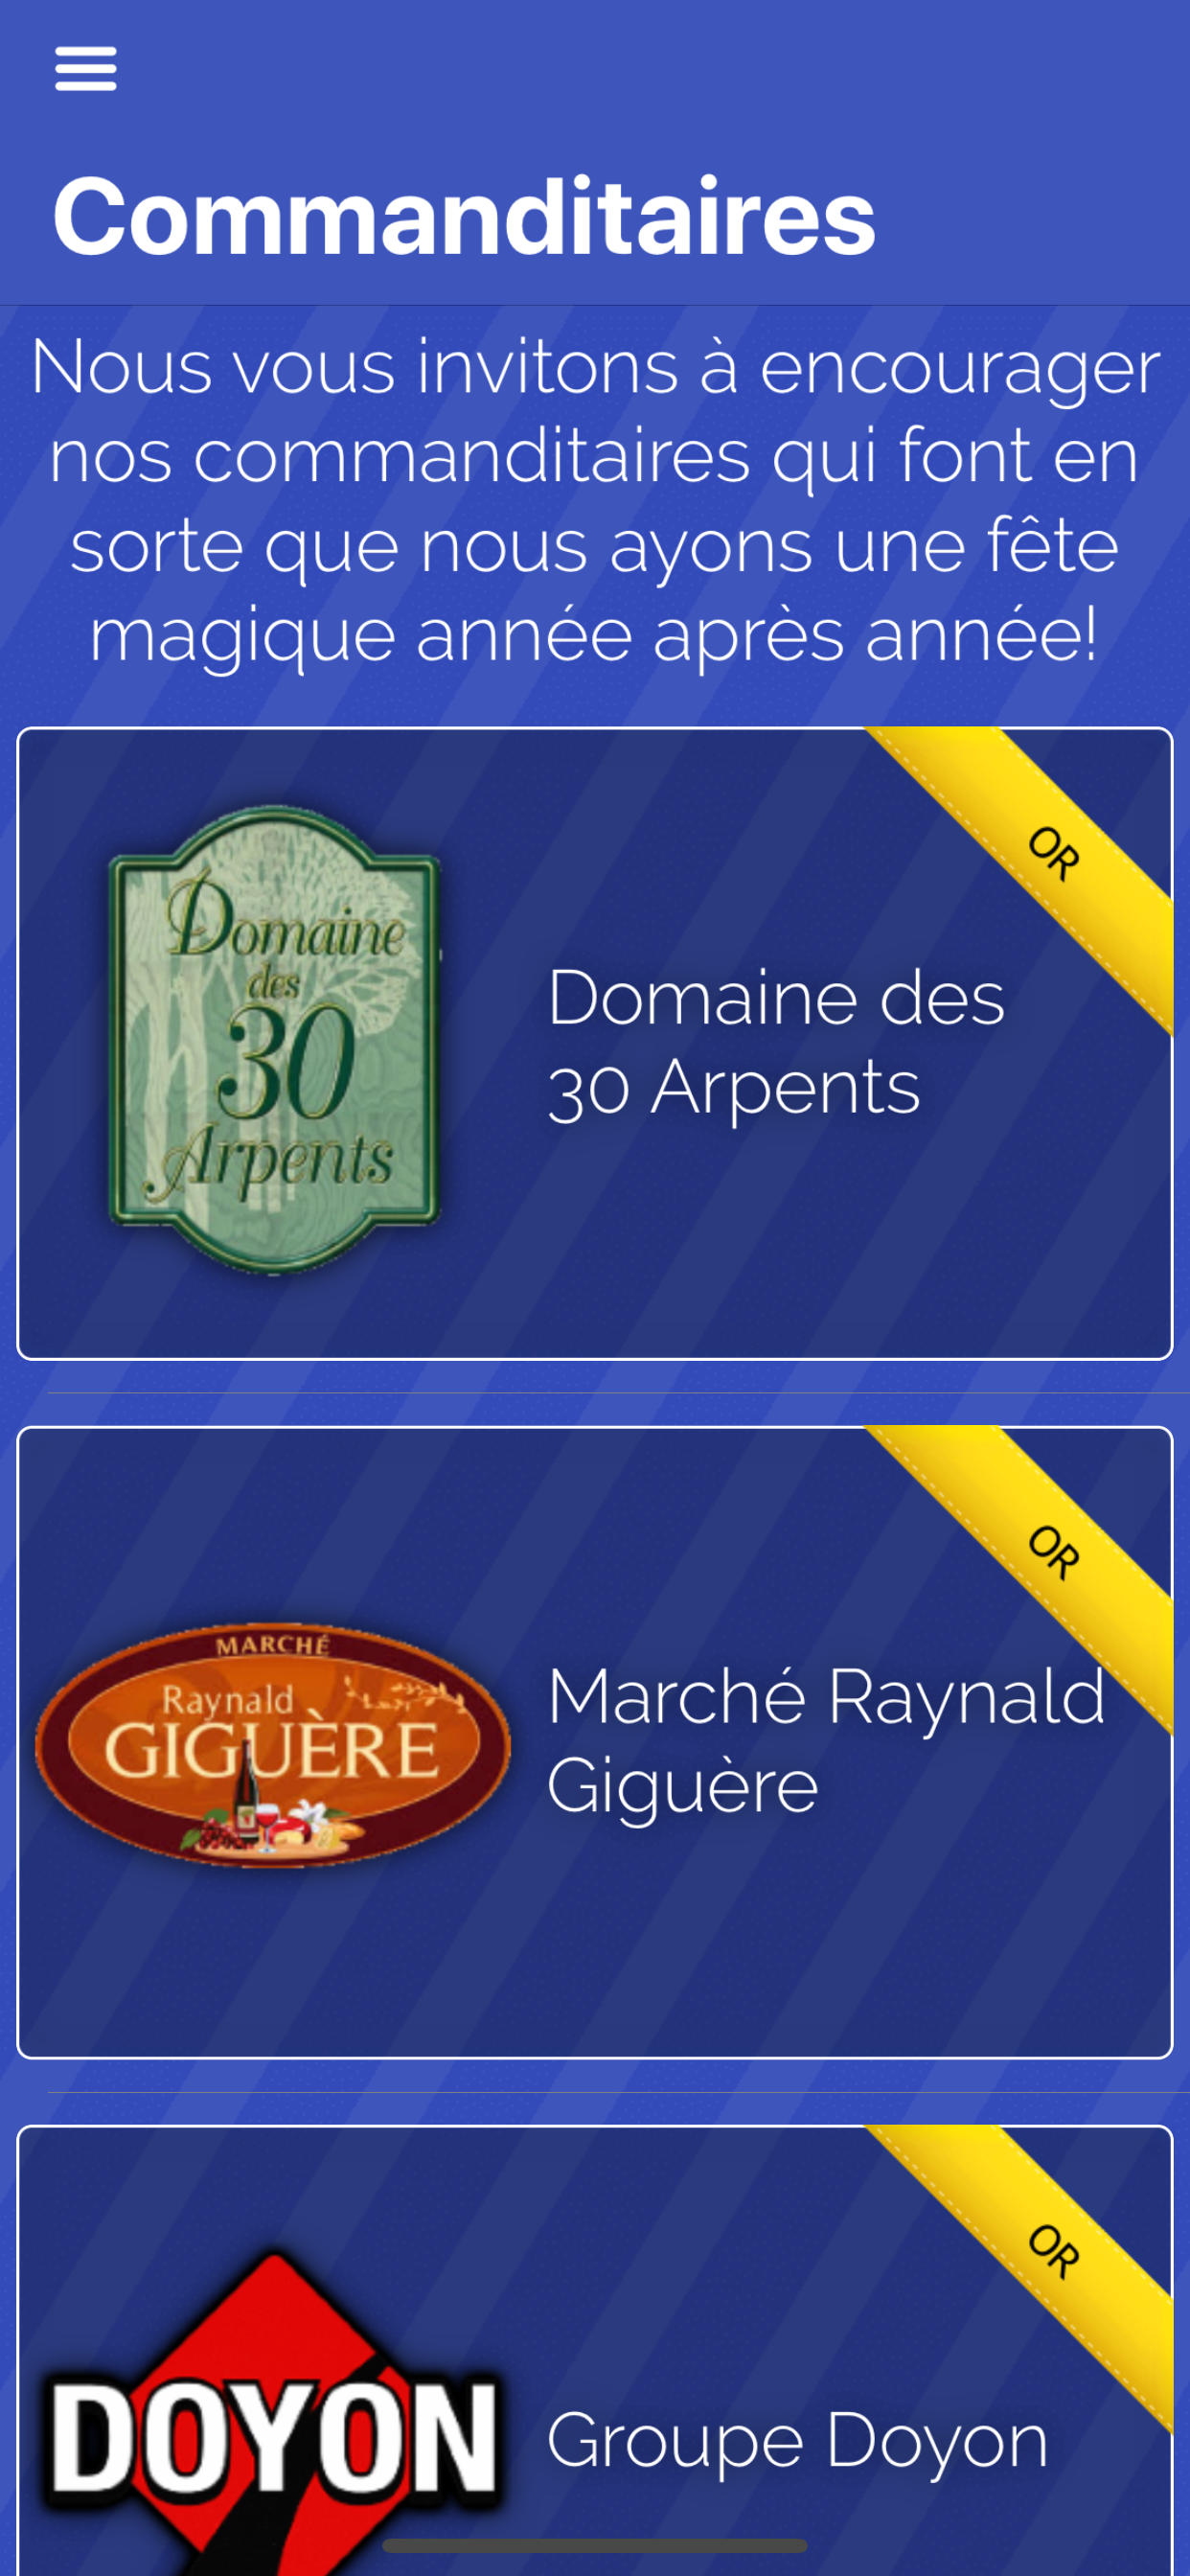 Commanditaires
Nous vous invitons à encourager
nos commanditaires qui font en
sorte que nous ayons une fête
magique année après année!
OR
Domaine
des
30
Arpents
Domaine des
30 Arpents
OR
MARCHÉ
Raynald
GIGUÈRE
Marché Raynald
Giguère
OR
DOYON
Groupe Doyon